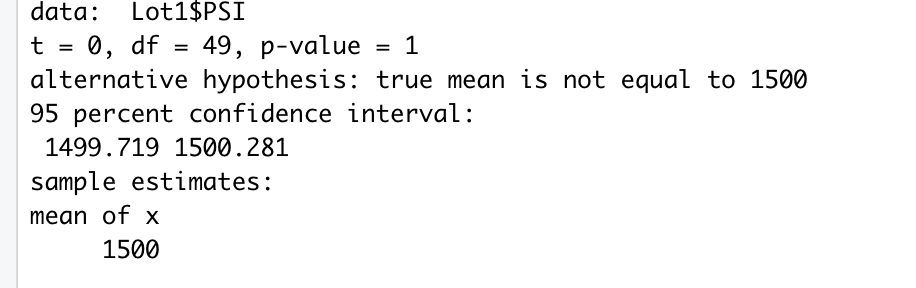 data:  Lot1$PSI
t = 0, df = 49, p-value = 1
alternative hypothesis: true mean is not equal to 1500
95 percent confidence interval:
 1499.719 1500.281
sample estimates:
mean of x
     1500